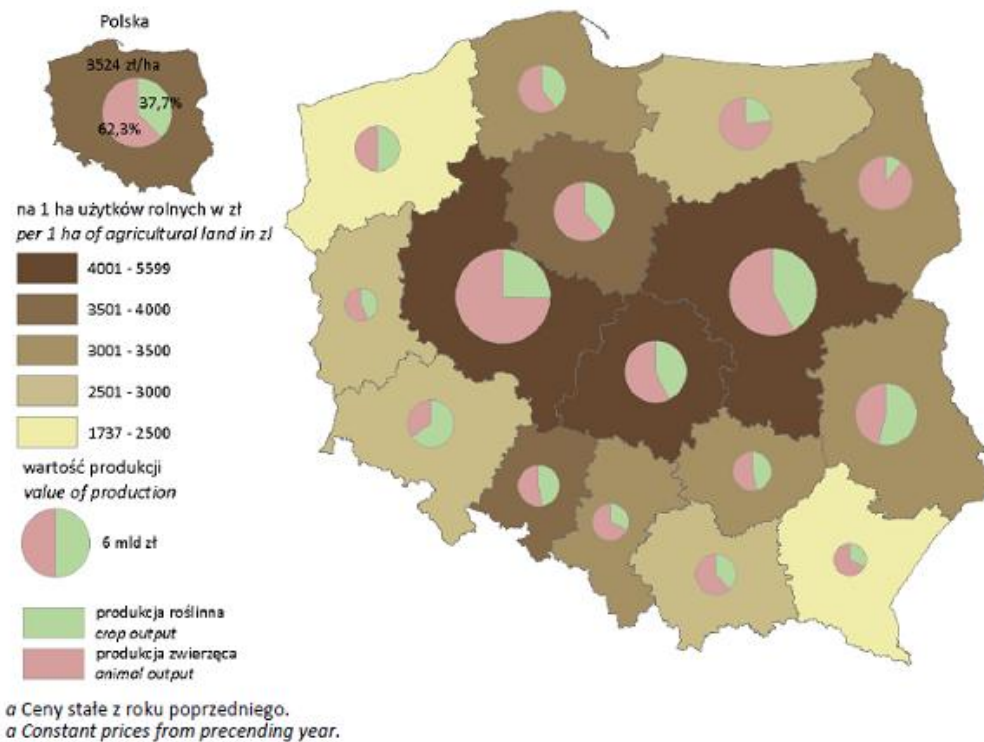 Polska
3524 zł/ha
37,7%
62,3%
na 1 ha użytków rolnych w zł
per 1 ha of agricultural land in zl
4001 - 5599
3501 - 4000
3001 - 3500
2501 - 3000
1737 - 2500
wartość produkcji
value of production
6 mld zł
produkcja roślinna
crop output
produkcja zwierzęca
animal output
a Ceny stałe z roku poprzedniego.
a Constant prices from precending year.